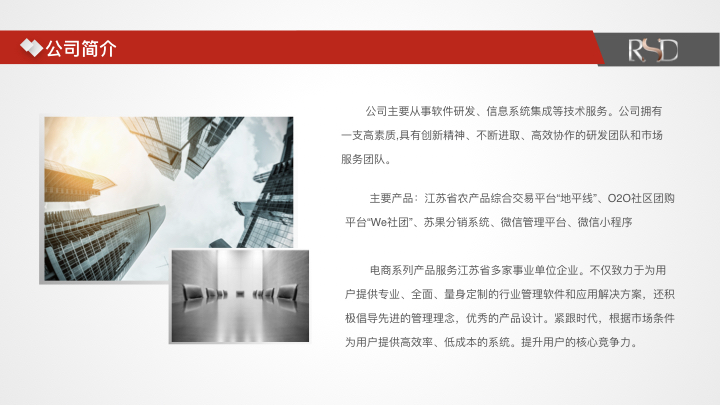 公司简介
RSD
公司主要从事软件研发、信息系统集成等技术服务。公司拥有
一支高素质,具有创新精神、不断进取、高效协作的研发团队和市场
服务团队。
主要产品：江苏省农产品综合交易平台“地平线”、O2O社区团购
平台“We社团”、苏果分销系统、微信管理平台、微信小程序
电商系列产品服务江苏省多家事业单位企业。不仅致力于为用
户提供专业、全面、量身定制的行业管理软件和应用解决方案，还积
极倡导先进的管理理念，优秀的产品设计。紧跟时代，根据市场条件
为用户提供高效率、低成本的系统。提升用户的核心竞争力。